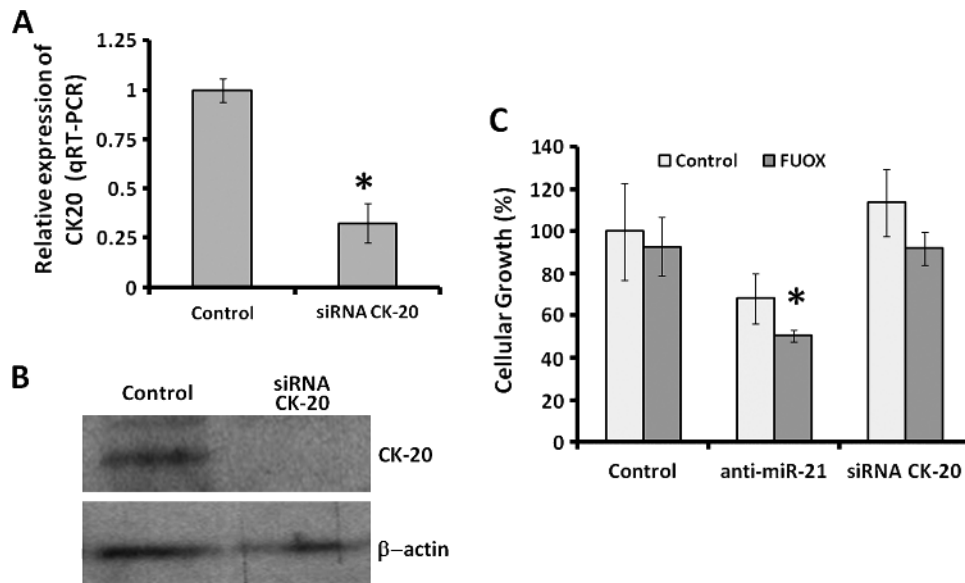 A
Relative expression of
CK20 (qRT-PCR)
1.25
1
0.75
0.5
0.25
0
*
Control
siRNA CK-20
B
Control
siRNA
CK-20
CK-20
β–actin
C
Cellular Growth (%)
140
120
100
80
60
40
20
0
Control
FUOX
*
Control
anti-miR-21
siRNA CK-20